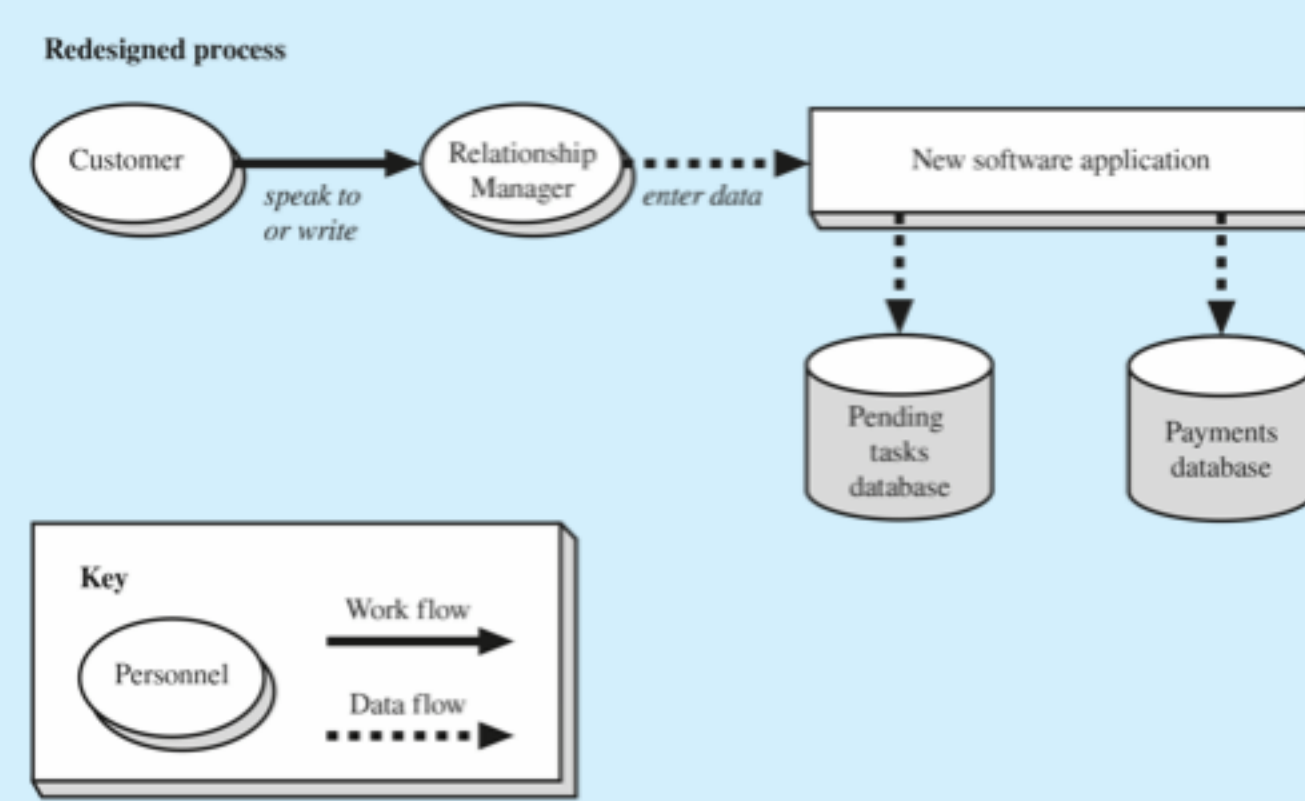 Redesigned process
Customer
speak to
or write
Relationship
Manager
enter data
New software application
Pending
tasks
database
Payments
database
Key
Personnel
Work flow
Data flow